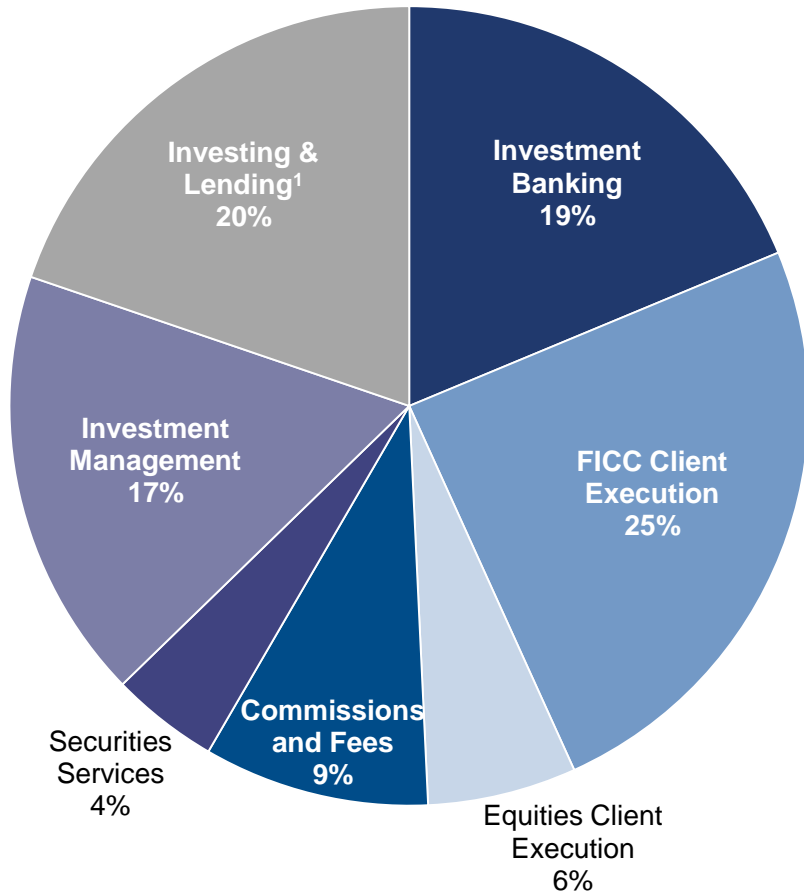 Investing &
Lending¹
20%
Investment
Banking
19%
Investment
Management
17%
FICC Client
Execution
25%
Commissions
and Fees
9%
Securities
Services
4%
Equities Client
Execution
6%